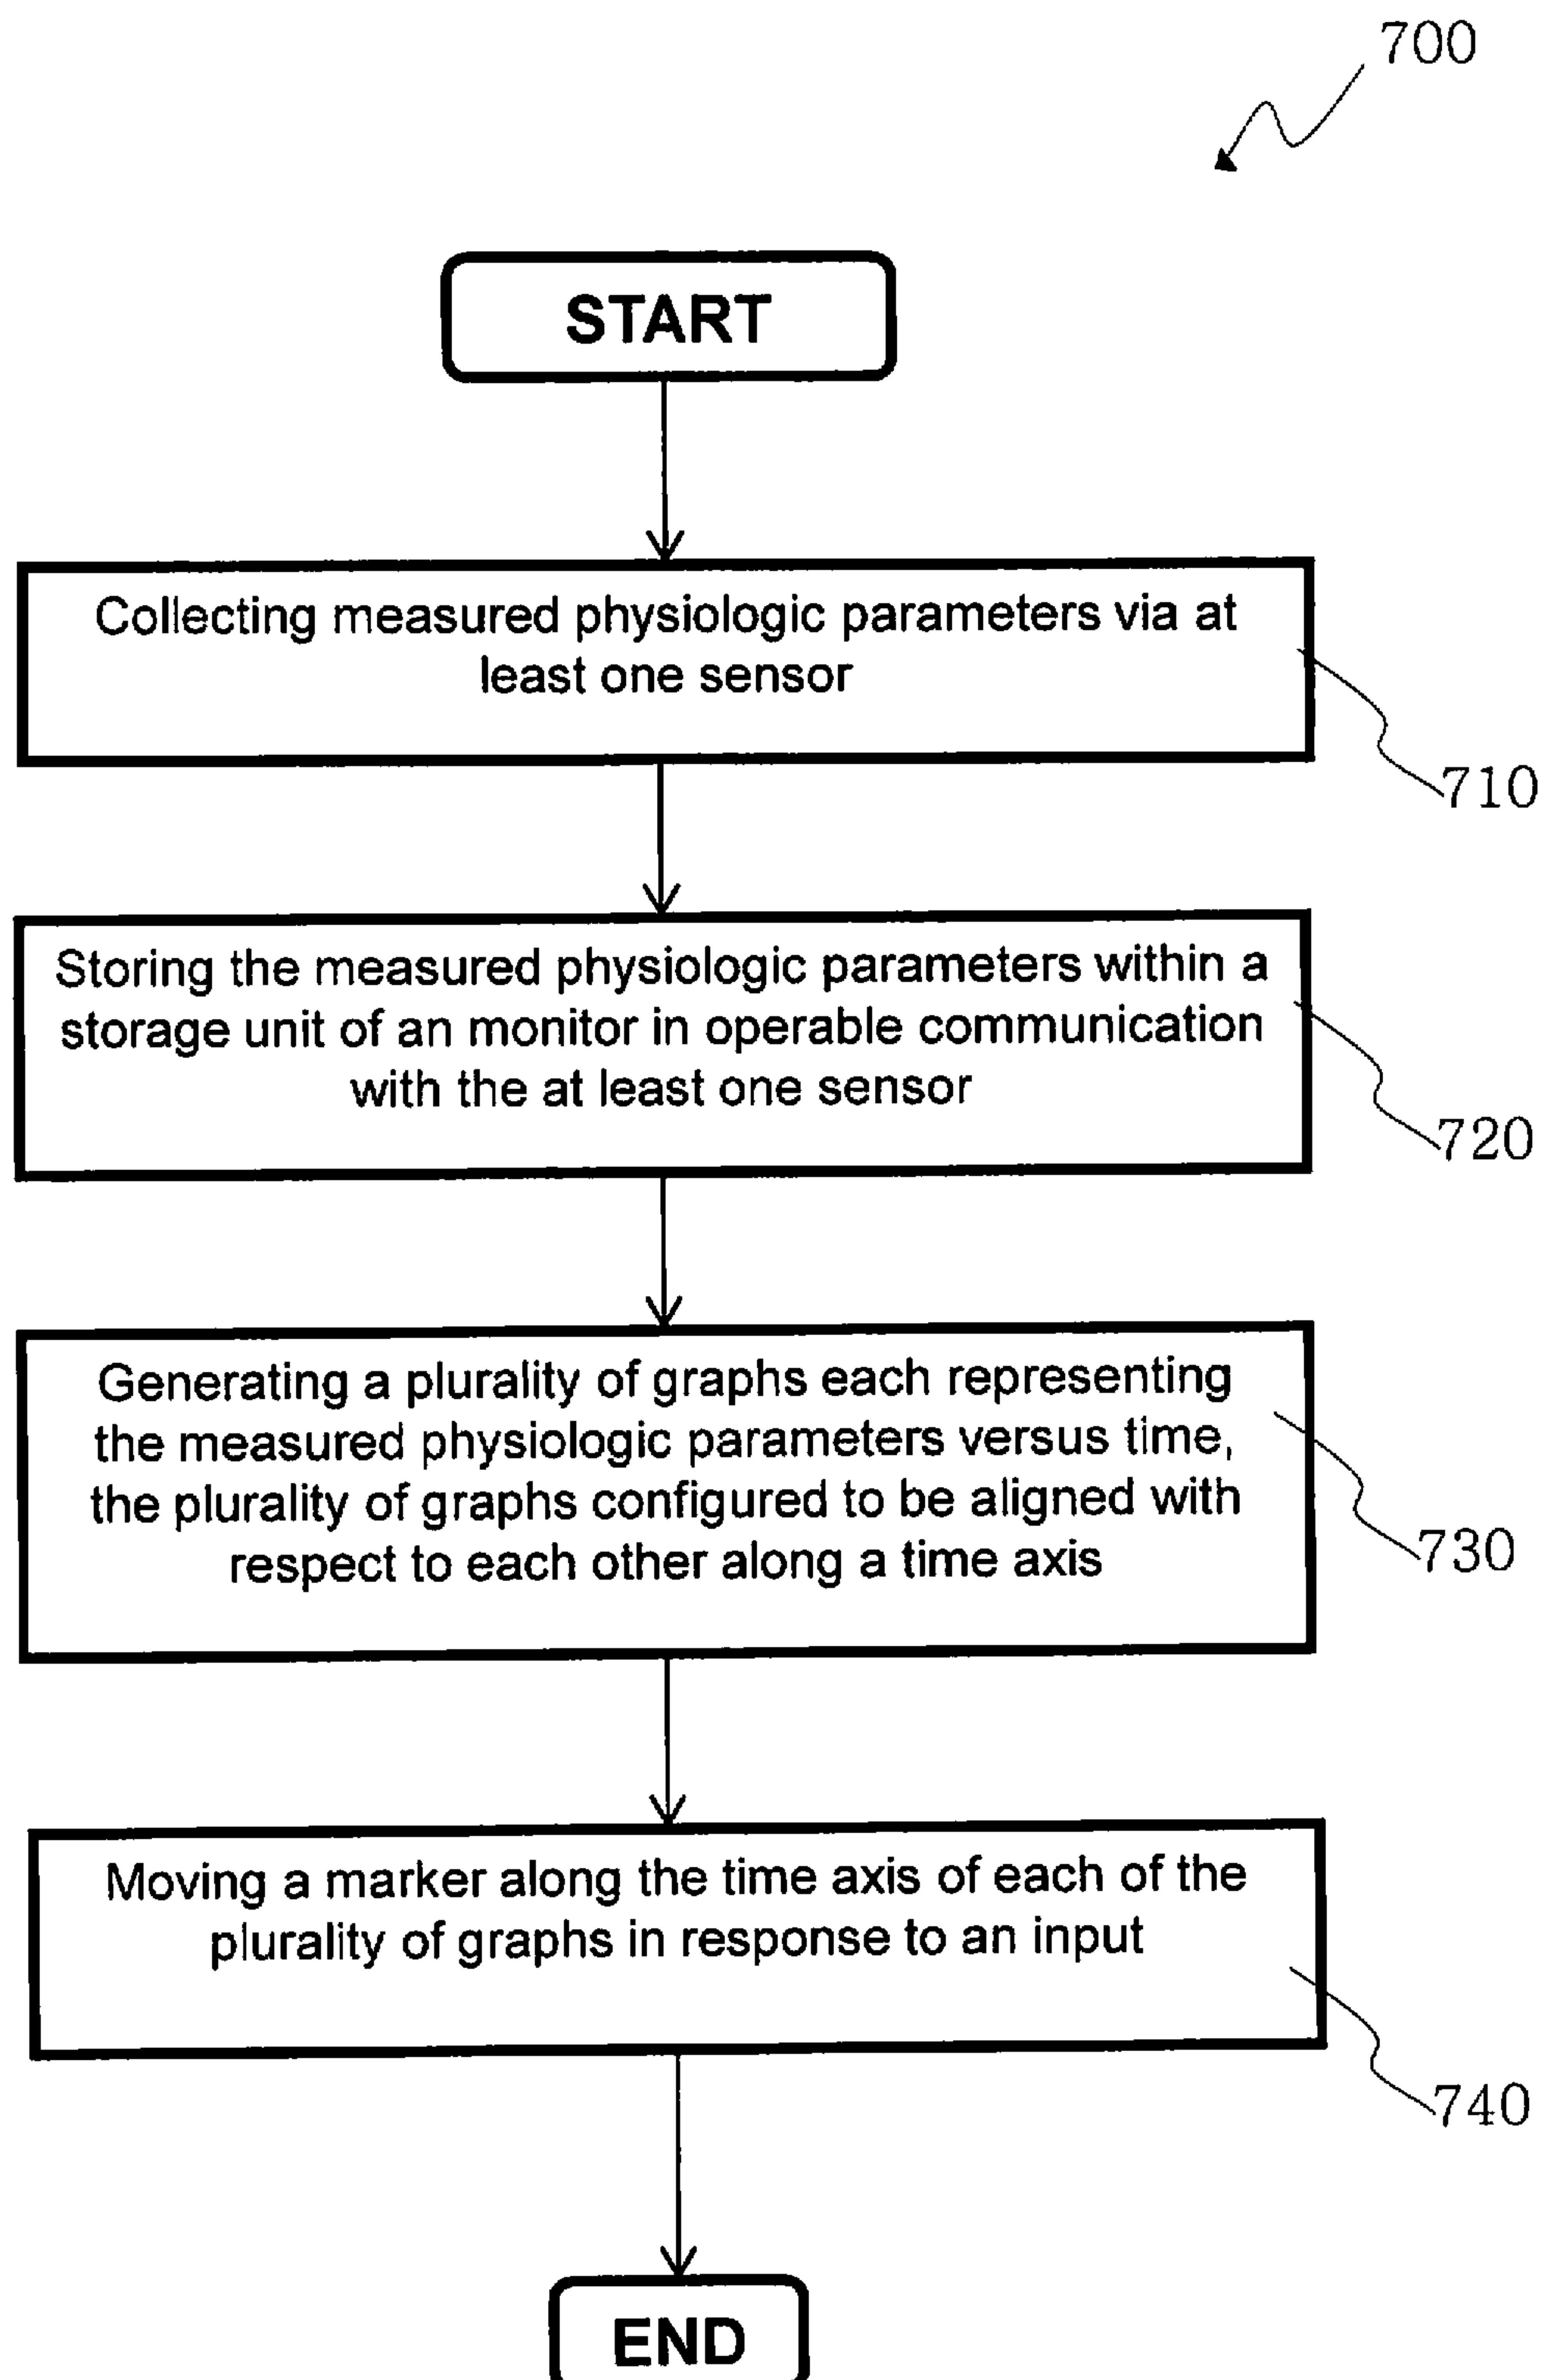 700
START
Collecting measured physiologic parameters via at
least one sensor
710
Storing the measured physiologic parameters within a
storage unit of an monitor in operable communication
with the at least one sensor
720
Generating a plurality of graphs each representing
the measured physiologic parameters versus time,
the plurality of graphs configured to be aligned with
respect to each other along a time axis
730
Moving a marker along the time axis of each of the
plurality of graphs in response to an input
740
END